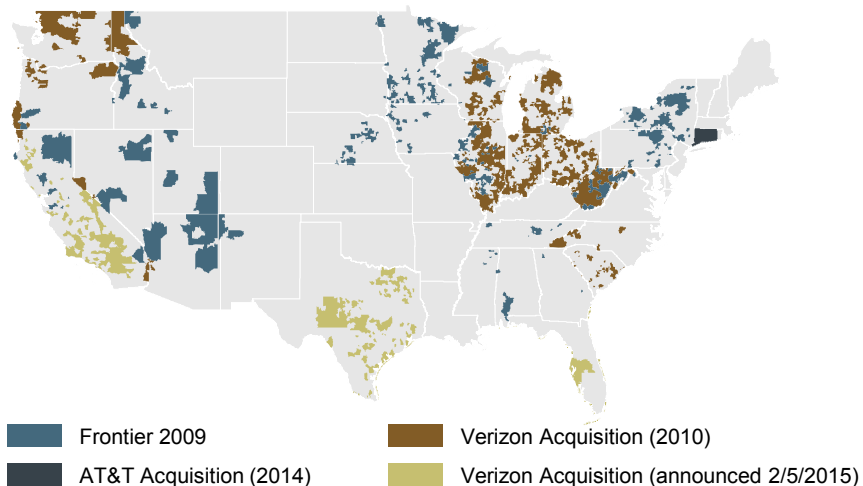 Frontier 2009
Verizon Acquisition (2010)
AT&T Acquisition (2014)
Verizon Acquisition (announced 2/5/2015)